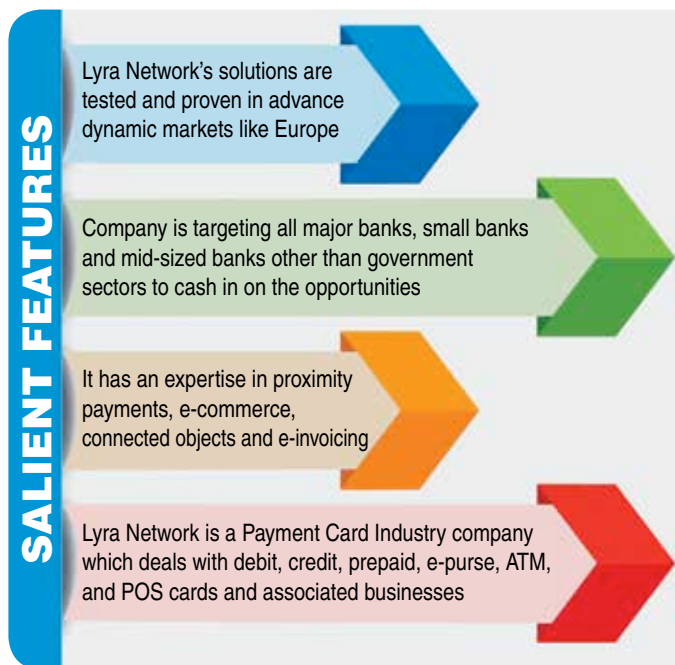 SALIENT FEATURES
Lyra Network’s solutions are
tested and proven in advance
dynamic markets like Europe
Company is targeting all major banks, small banks
and mid-sized banks other than government
sectors to cash in on the opportunities
It has an expertise in proximity
payments, e-commerce,
connected objects and e-invoicing
Lyra Network is a Payment Card Industry company
which deals with debit, credit, prepaid, e-purse, ATM,
and POS cards and associated businesses